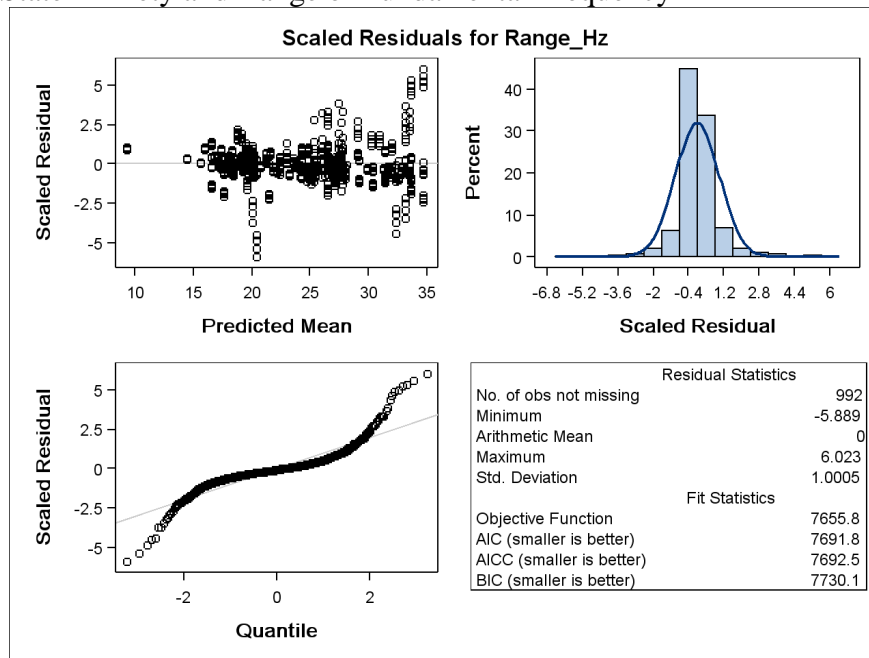 and Range of Fundamental Frequency
Scaled Residuals for Range_Hz
Scaled Residual
5
2.5
0
-2.5
-5
10 15 20 25 30 35
Predicted Mean
Percent
40
30
20
10
0
-6.8 -5.2 -3.6 -2 -0.4 1.2 2.8 4.4 6
Scaled Residual
Scaled Residual
5
2.5
0
-2.5
-5
-2 0 2
Quantile
Residual Statistics
No. of obs not missing 992
Minimum -5.889
Arithmetic Mean 0
Maximum 6.023
Std. Deviation 1.0005
Fit Statistics
Objective Function 7655.8
AIC (smaller is better) 7691.8
AICC (smaller is better) 7692.5
BIC (smaller is better) 7730.1